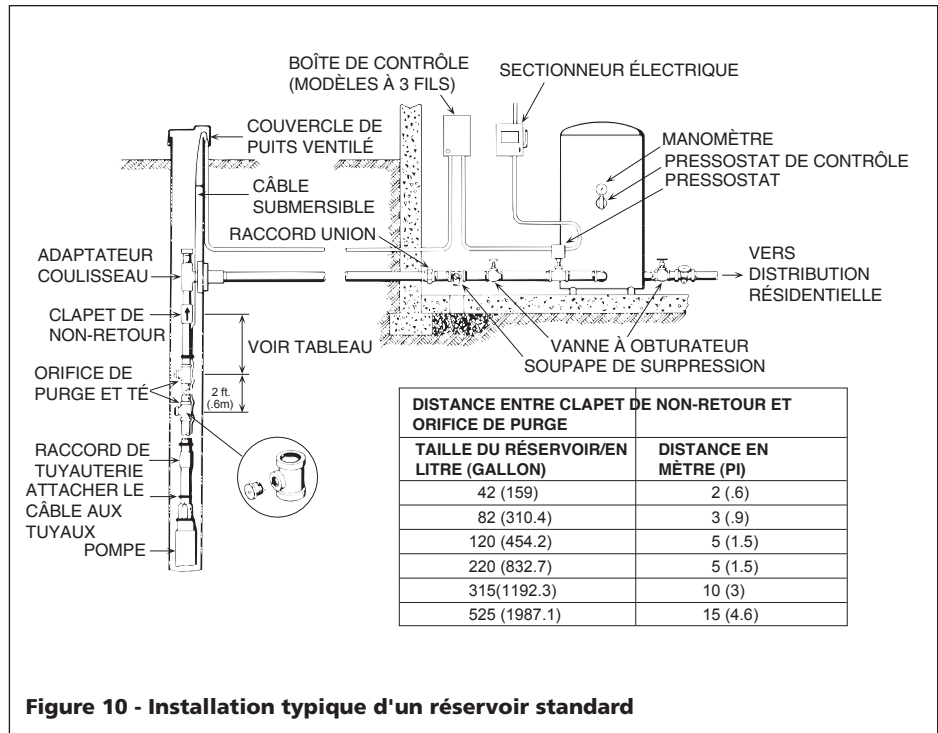 BOÎTE DE CONTRÔLE
(MODÈLES À 3 FILS)
SECTIONNEUR ÉLECTRIQUE
COUVERCLE DE
PUITS VENTILÉ
MANOMÈTRE
PRESSOSTAT DE CONTRÔLE
PRESSOSTAT
CÂBLE
SUBMERSIBLE
RACCORD UNION
ADAPTATEUR
COULISSEAU
VERS
DISTRIBUTION
RÉSIDENTIELLE
CLAPET DE
NON-RETOUR
VOIR TABLEAU
VANNE À OBTURATEUR
SOUPAPE DE SURPRESSION
ORIFICE DE
PURGE ET TÉ
2 ft.
(.6m)
RACCORD DE
TUYAUTERIE
ATTACHER LE
CÂBLE AUX
TUYAUX
POMPE
DISTANCE ENTRE CLAPET DE NON-RETOUR ET
ORIFICE DE PURGE
TAILLE DU RÉSERVOIR/EN
LITRE (GALLON)
DISTANCE EN
MÈTRE (PI)
42 (159) 2 (.6)
82 (310.4) 3 (.9)
120 (454.2) 5 (1.5)
220 (832.7) 5 (1.5)
315(1192.3) 10 (3)
525 (1987.1) 15 (4.6)
Figure 10 - Installation typique d'un réservoir standard